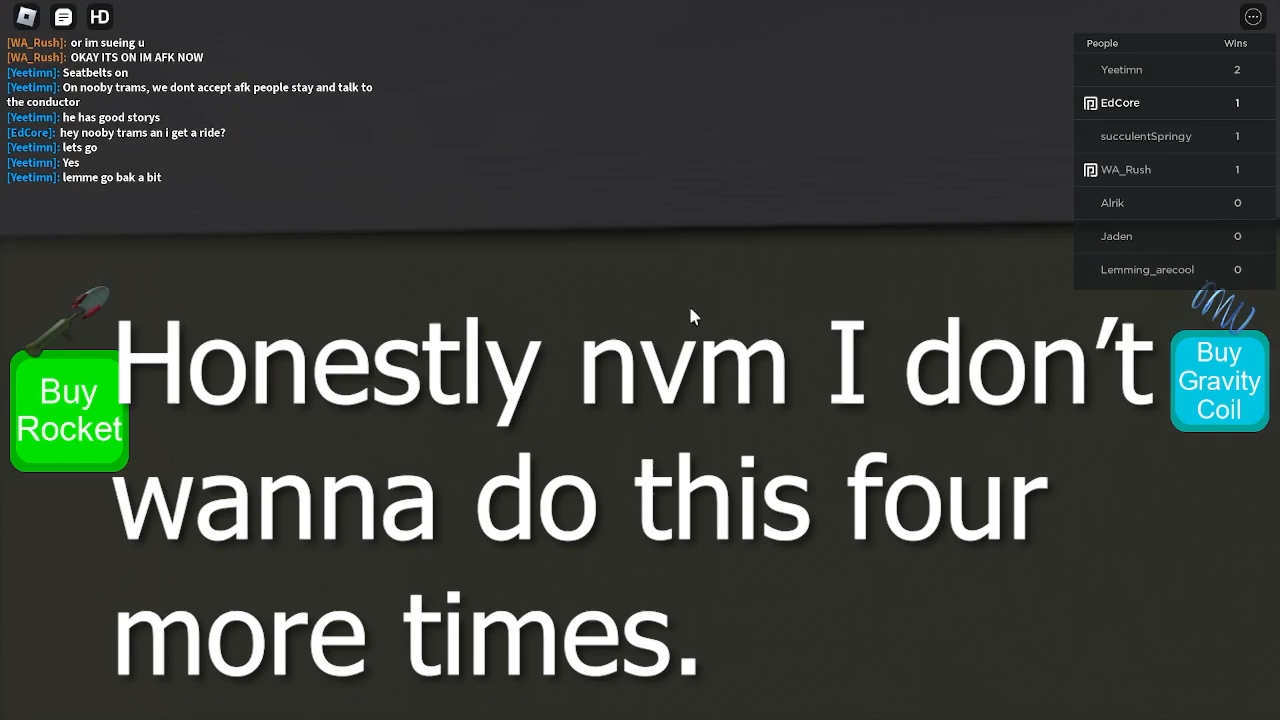 HD
[WA_Rush]: or im sueing u
[WA_Rush]: OKAY ITS ON IM AFK NOW
[Yeetimn]: Seatbelts on
[Yeetimn]: On nooby trams, we dont accept afk people stay and talk to
the conductor
[Yeetimn]: he has good storys
[EdCore]: hey nooby trams an i get a ride?
[Yeetimn]: lets go
[Yeetimn]: Yes
[Yeetimn]: lemme go bak a bit
People Wins
Yeetimn 2
EdCore 1
succulentSpringy 1
WA_Rush 1
Alrik 0
Jaden 0
Lemming_arecool 0
Buy
Rocket
Honestly nvm I don’t
wanna do this four
more times.
Buy
Gravity
Coil